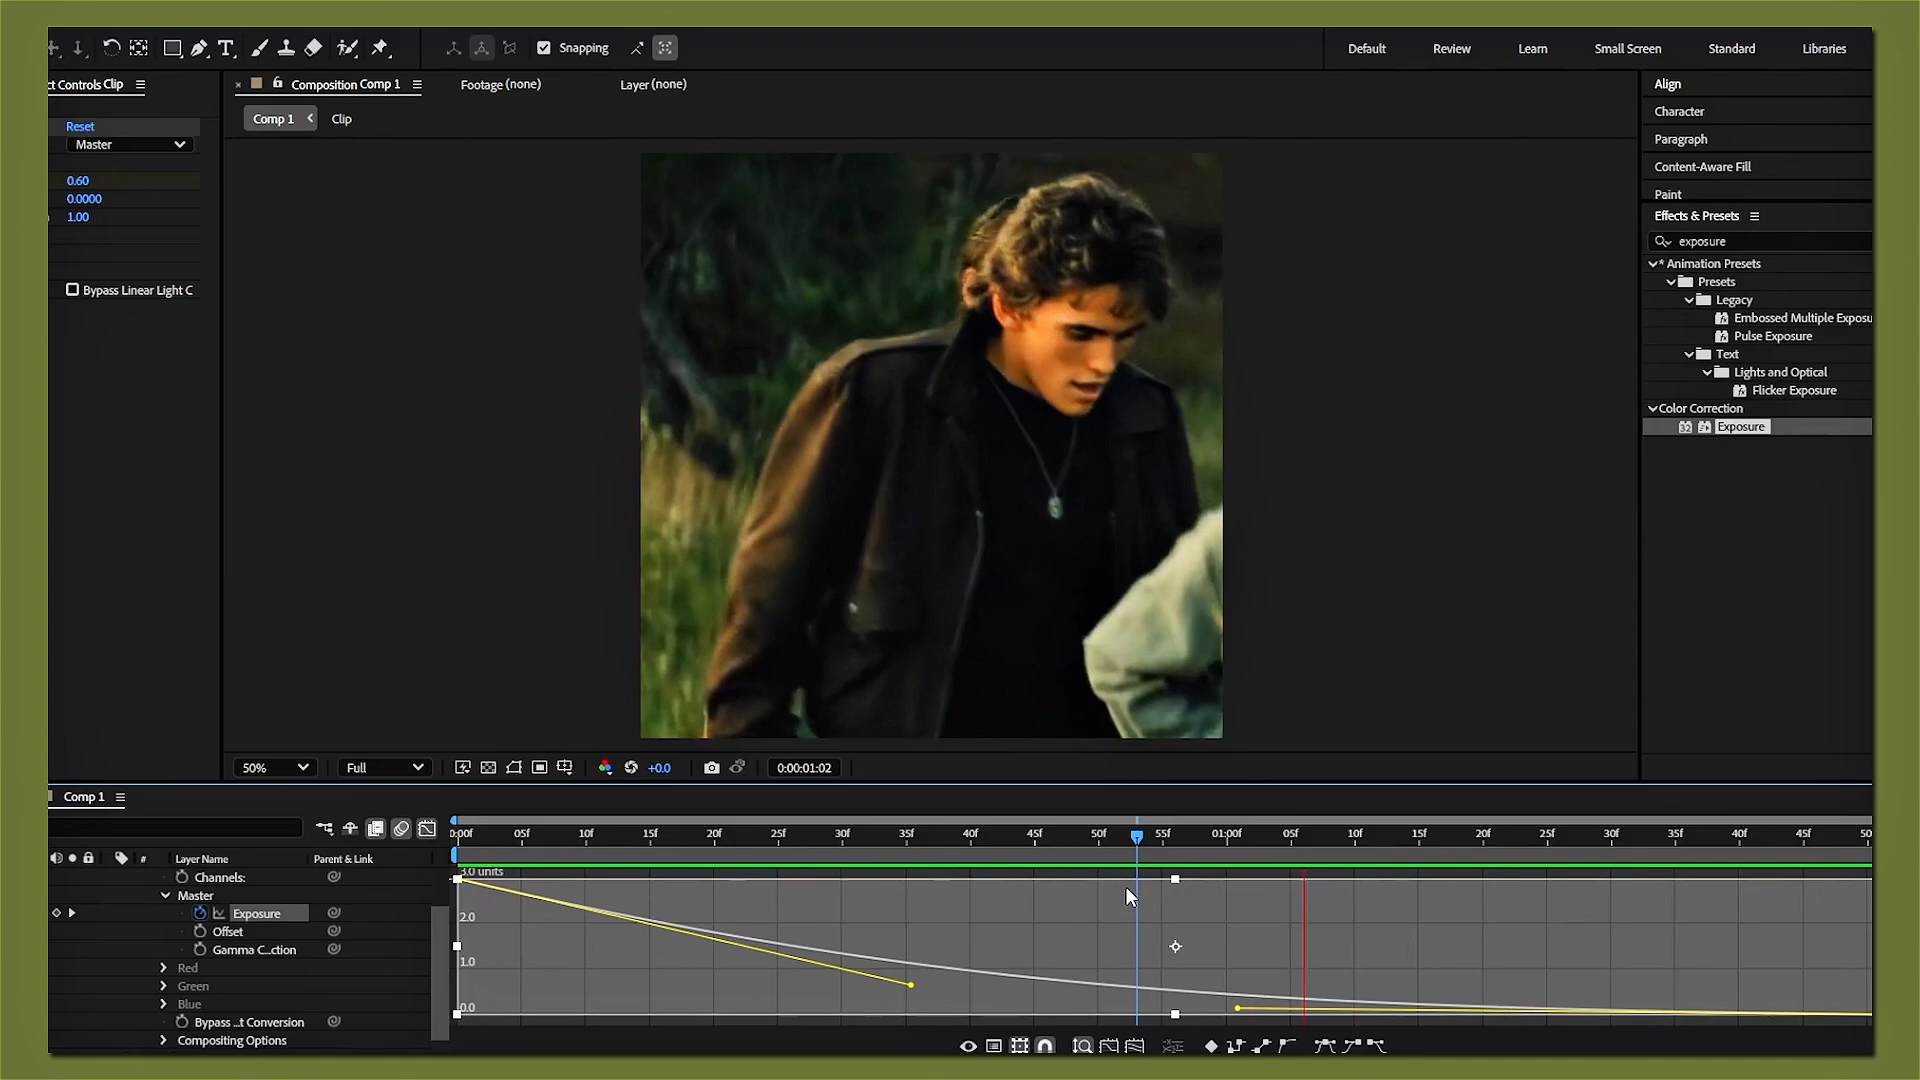 Snapping
Default
Review
Learn
Small Screen
Standard
Libraries
ct Controls Clip
Composition Comp 1
Footage (none)
Layer (none)
Comp 1
Clip
Reset
Master
0.60
0.0000
1.00
Bypass Linear Light C
Align
Character
Paragraph
Content-Aware Fill
Paint
Effects & Presets
exposure
* Animation Presets
Presets
Legacy
Embossed Multiple Exposu
Pulse Exposure
Text
Lights and Optical
Flicker Exposure
Color Correction
32 Exposure
50%
Full
+0.0
0:00:01:02
Comp 1
0:00f 05f 10f 15f 20f 25f 30f 35f 40f 45f 50f 55f 01:00f 05f 10f 15f 20f 25f 30f 35f 40f 45f 50
# Layer Name Parent & Link
Channels:
Master
Exposure
Offset
Gamma C...ction
Red
Green
Blue
Bypass ...t Conversion
Compositing Options
3.0 units
2.0
1.0
0.0